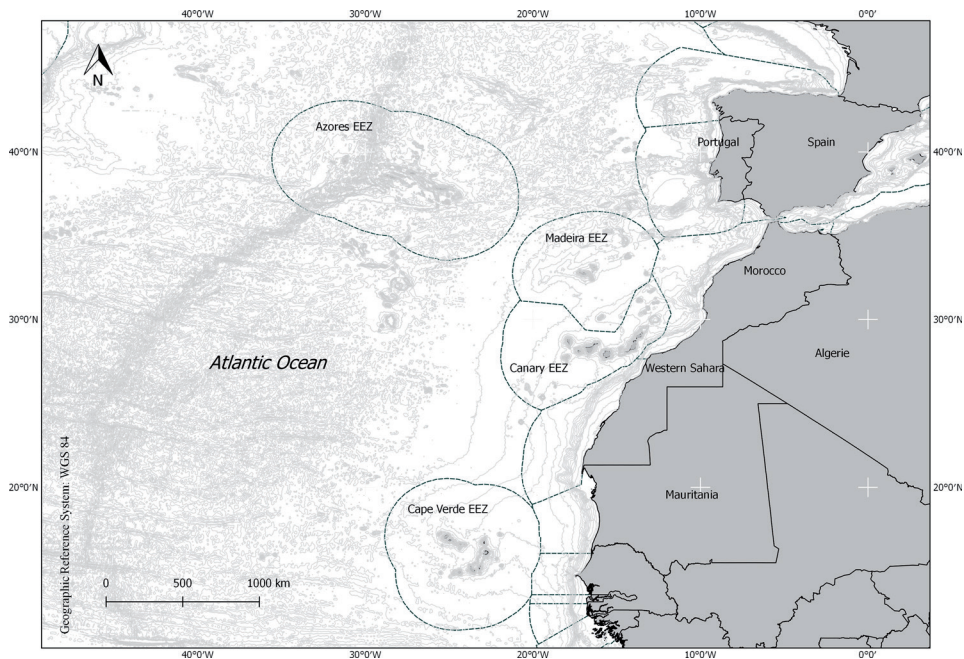 40°0'W 30°0'W 20°0'W 10°0'W 0°0'
N
Azores EEZ
40°0'N Portugal Spain 40°0'N
Madeira EEZ
Morocco
30°0'N 30°0'N
Atlantic Ocean Canary EEZ Western Sahara Algerie
20°0'N Mauritania 20°0'N
Cape Verde EEZ
0 500 1000 km
Geographic Reference System: WGS 84
40°0'W 30°0'W 20°0'W 10°0'W 0°0'